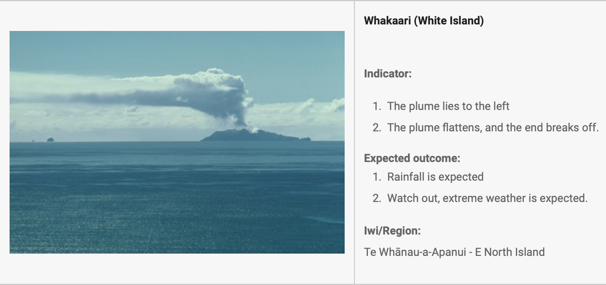 Whakaari (White Island)
Indicator:
1. The plume lies to the left
2. The plume flattens, and the end breaks off.
Expected outcome:
1. Rainfall is expected
2. Watch out, extreme weather is expected.
Iwi/Region:
Te Whānau-a-Apanui - E North Island